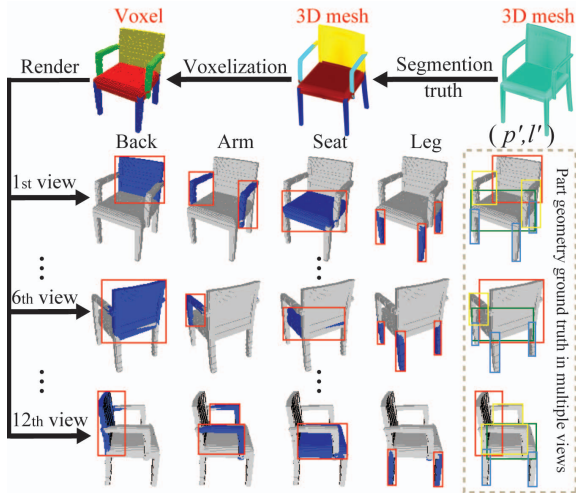 Voxel
3D mesh
3D mesh
Render
Voxelization
Segmention
truth
(p',l')
Back
Arm
Seat
Leg
1st view
6th view
12th view
Part geometry ground truth in multiple views